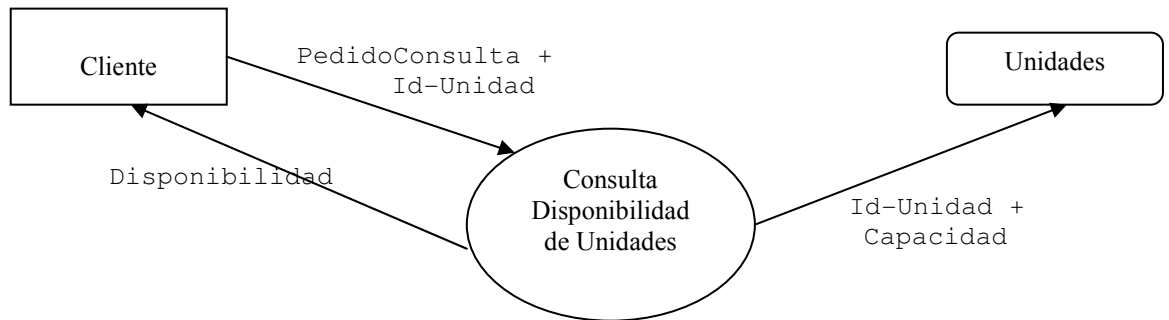 Cliente
PedidoConsulta +
Id-Unidad
Unidades
Disponibilidad
Consulta
Disponibilidad
de Unidades
Id-Unidad +
Capacidad